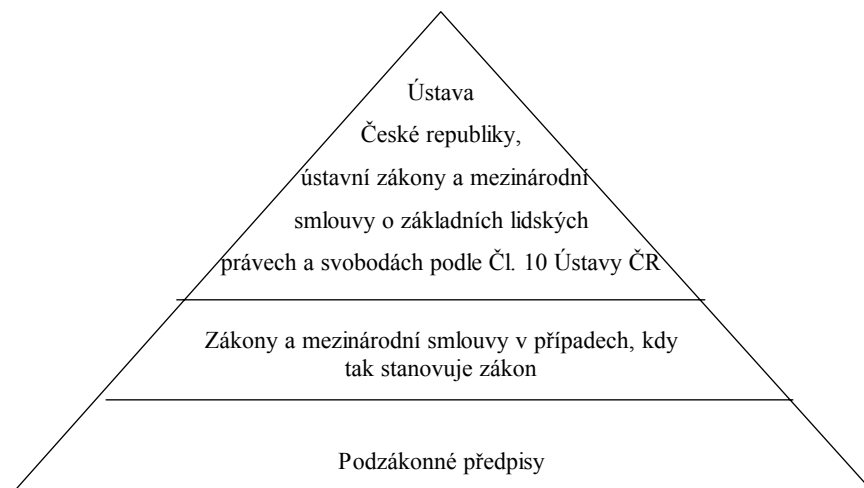 Ústava
České republiky,
ústavní zákony a mezinárodní
smlouvy o základních lidských
právech a svobodách podle Čl. 10 Ústavy ČR
Zákony a mezinárodní smlouvy v případech, kdy
tak stanovuje zákon
Podzákonné předpisy